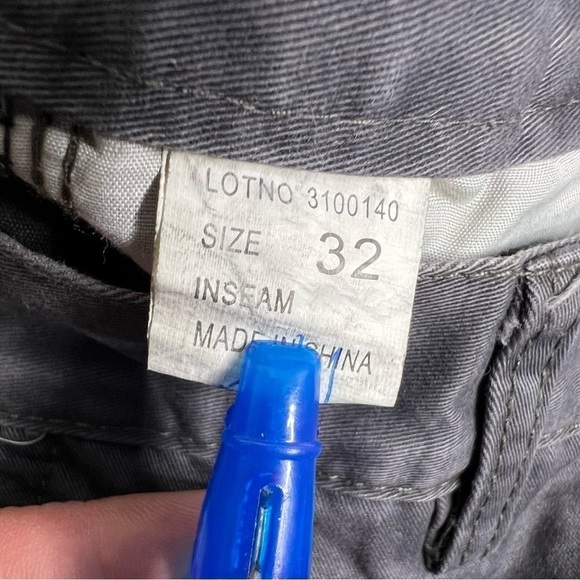 LOTNO 3100140
SIZE 32
INSEAM
MADE IN CHINA